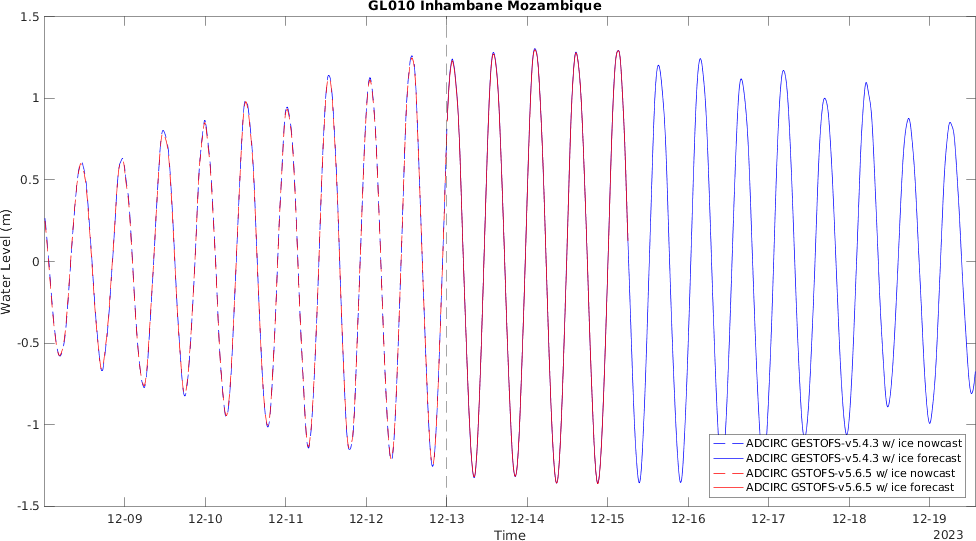 GL010 Inhambane Mozambique
1.5
1
0.5
0
-0.5
-1
-1.5
Water Level (m)
12-09
12-10
12-11
12-12
12-13
12-14
12-15
12-16
12-17
12-18
12-19
2023
Time
ADCIRC GESTOFS-v5.4.3 w/ ice nowcast
ADCIRC GESTOFS-v5.4.3 w/ ice forecast
ADCIRC GSTOFS-v5.6.5 w/ ice nowcast
ADCIRC GSTOFS-v5.6.5 w/ ice forecast